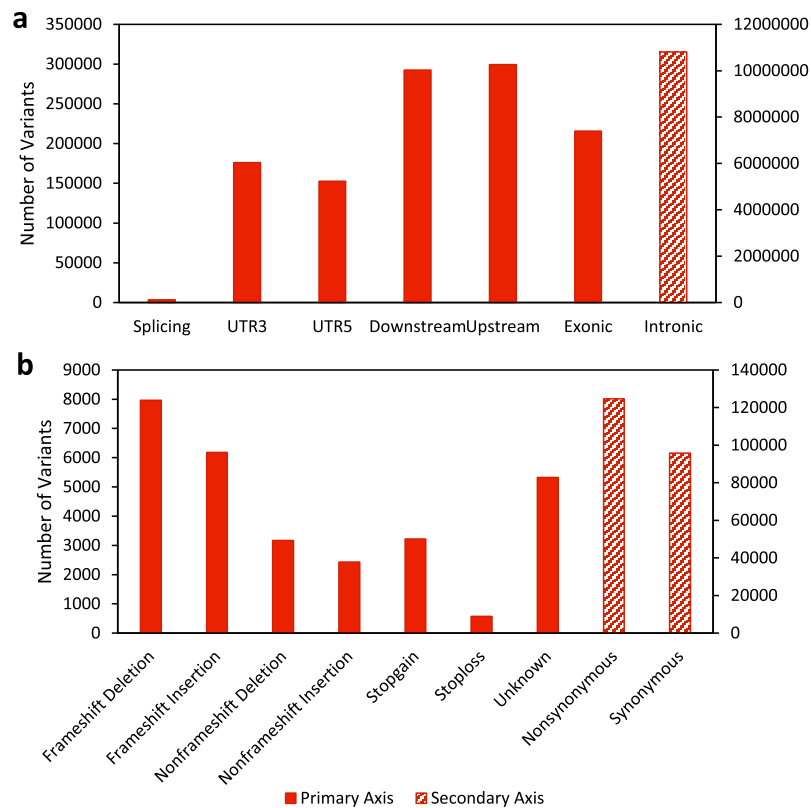 a
Number of Variants
350000
300000
250000
200000
150000
100000
50000
0
12000000
10000000
8000000
6000000
4000000
2000000
0
Splicing UTR3 UTR5 Downstream Upstream Exonic Intronic
b
Number of Variants
9000
8000
7000
6000
5000
4000
3000
2000
1000
0
140000
120000
100000
80000
60000
40000
20000
0
Frameshift Deletion
Frameshift Insertion
Nonframeshift Deletion
Nonframeshift Insertion
Stopgain
Stoploss
Unknown
Nonsynonymous
Synonymous
Primary Axis Secondary Axis